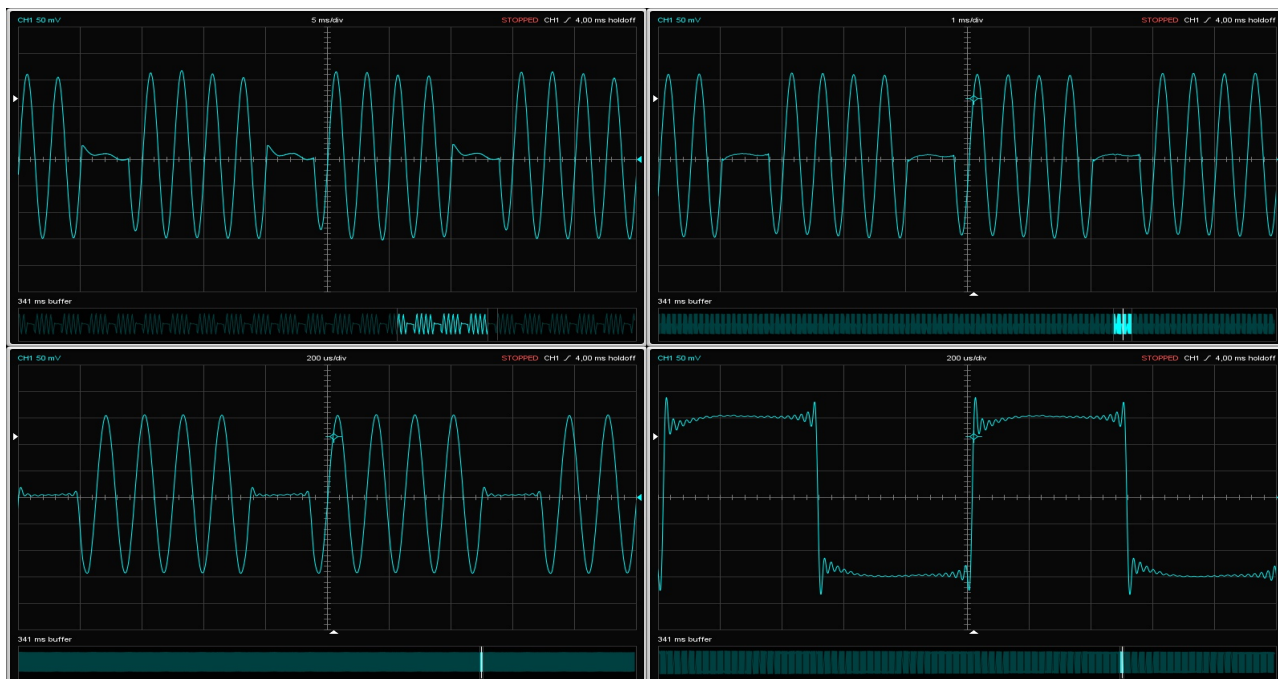 CH1 50 mV 5 ms/div STOPPED CH1 4,00 ms holdoff
341 ms buffer
CH1 50 mV 1 ms/div STOPPED CH1 4,00 ms holdoff
341 ms buffer
CH1 50 mV 200 us/div STOPPED CH1 4,00 ms holdoff
341 ms buffer
CH1 50 mV 200 us/div STOPPED CH1 4,00 ms holdoff
341 ms buffer